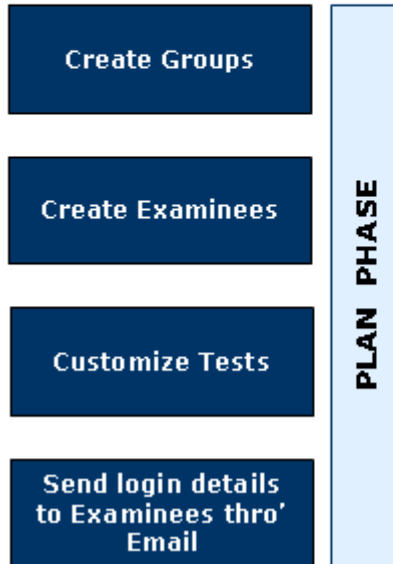 Create Groups
Create Examinees
Customize Tests
Send login details
to Examinees thro'
Email
PLAN PHASE